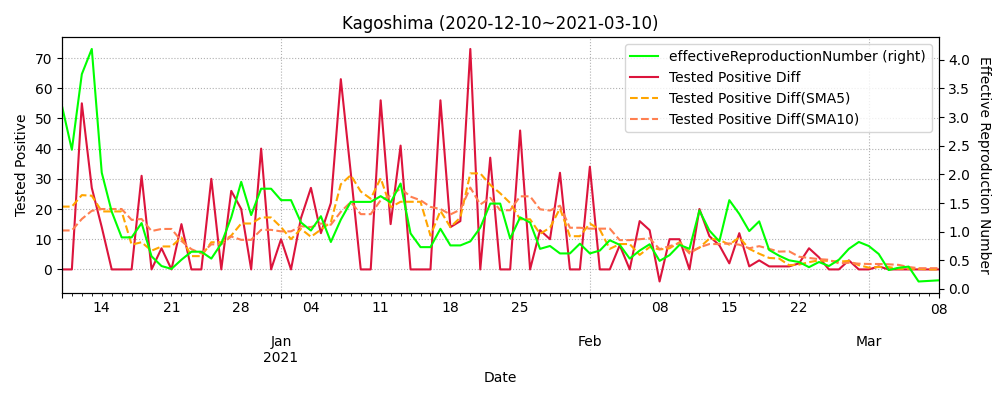 Kagoshima (2020-12-10~2021-03-10)
effectiveReproductionNumber (right)
Tested Positive Diff
Tested Positive Diff(SMA5)
Tested Positive Diff(SMA10)
Tested Positive
70
60
50
40
30
20
10
0
4.0
3.5
3.0
2.5
2.0
1.5
1.0
0.5
0.0
Effective Reproduction Number
14 21 28 04 11 18 25 08 15 22 08
Jan Feb Mar
2021
Date